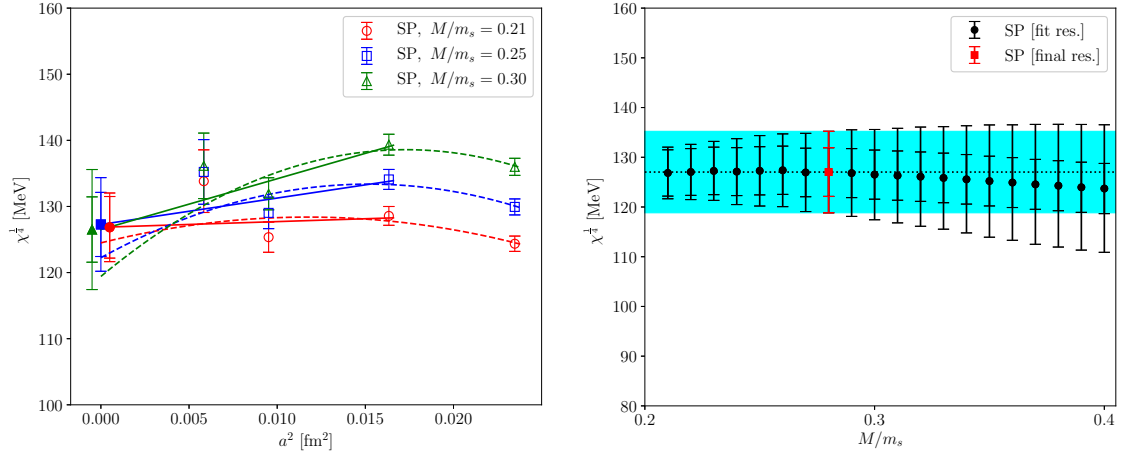 160
150
140
130
120
110
100
χ^{1/4} [MeV]
0.000 0.005 0.010 0.015 0.020
a² [fm²]
SP, M/m_s = 0.21
SP, M/m_s = 0.25
SP, M/m_s = 0.30
160
150
140
130
120
110
100
90
80
χ^{1/4} [MeV]
0.2 0.3 0.4
M/m_s
SP [fit res.]
SP [final res.]